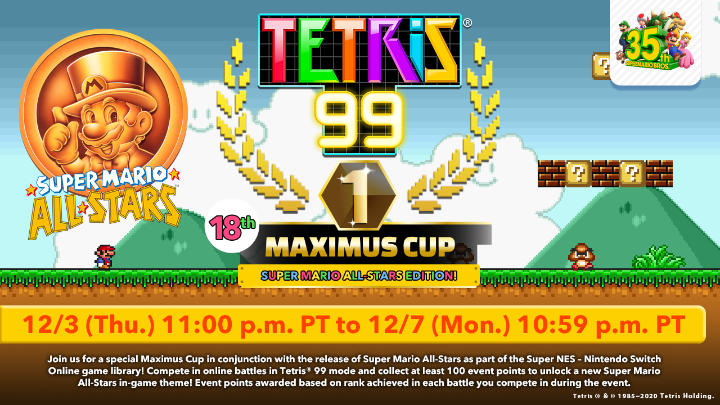 TETRIS®
99
35th
SUPER MARIO BROS.
SUPER MARIO
ALL-STARS
1
18th
MAXIMUS CUP
SUPER MARIO ALL-STARS EDITION!
12/3 (Thu.) 11:00 p.m. PT to 12/7 (Mon.) 10:59 p.m. PT
Join us for a special Maximus Cup in conjunction with the release of Super Mario All-Stars as part of the Super NES – Nintendo Switch
Online game library! Compete in online battles in Tetris® 99 mode and collect at least 100 event points to unlock a new Super Mario
All-Stars in-game theme! Event points awarded based on rank achieved in each battle you compete in during the event.
Tetris ® & © 1985~2020 Tetris Holding.